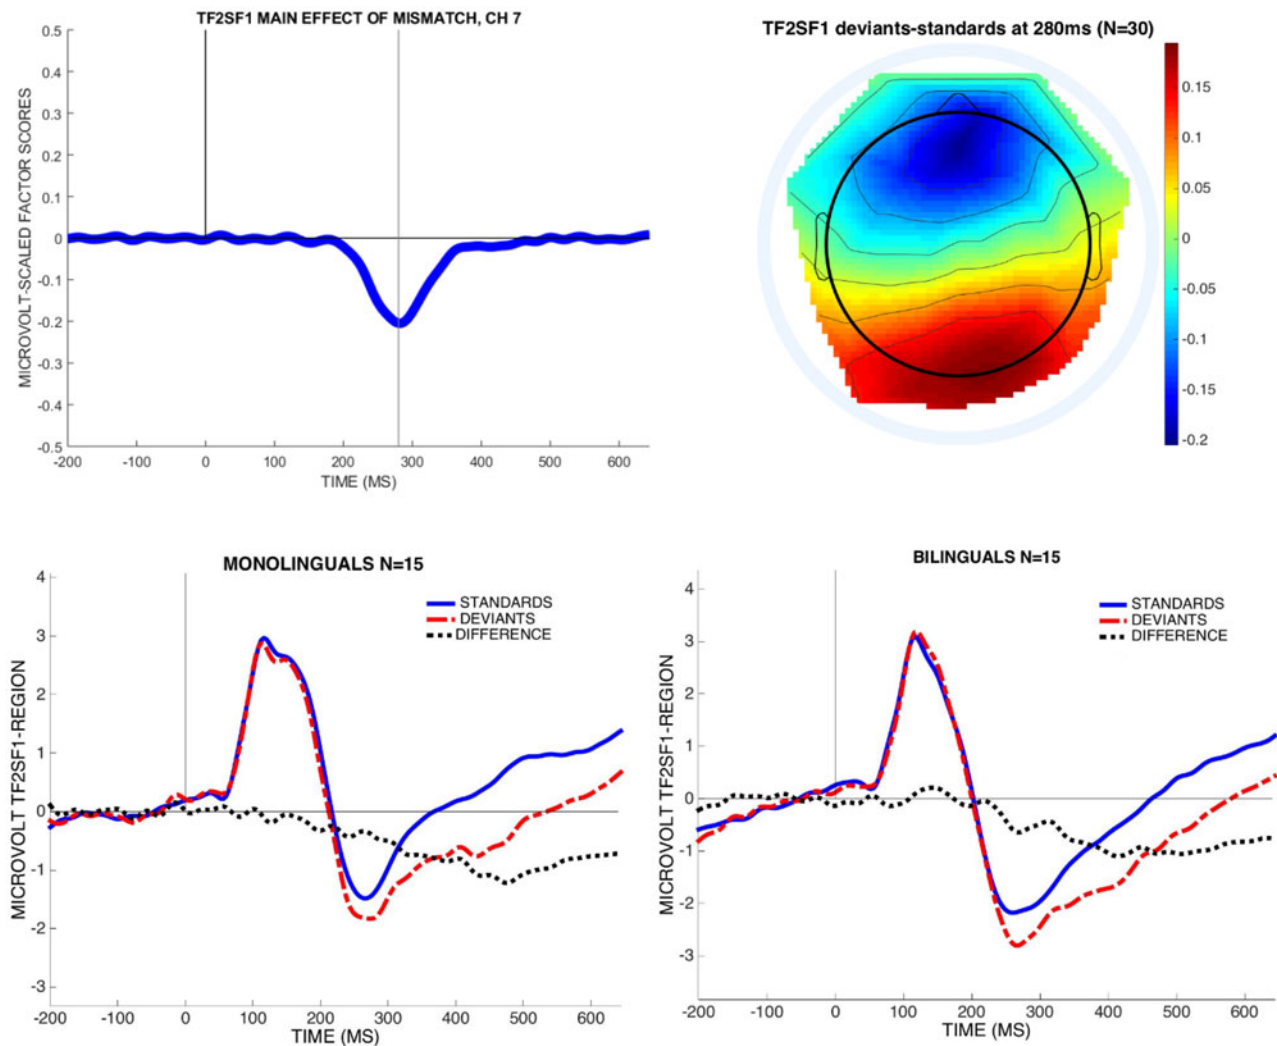 TF2SF1 MAIN EFFECT OF MISMATCH, CH 7
0.5
0.4
0.3
0.2
0.1
0
-0.1
-0.2
-0.3
-0.4
-0.5
MICROVOLT-SCALED FACTOR SCORES
-200 -100 0 100 200 300 400 500 600
TIME (MS)
TF2SF1 deviants-standards at 280ms (N=30)
0.15
0.1
0.05
0
-0.05
-0.1
-0.15
-0.2
MONOLINGUALS N=15
STANDARDS
DEVIANTS
DIFFERENCE
4
3
2
1
0
-1
-2
-3
MICROVOLT TF2SF1-REGION
-200 -100 0 100 200 300 400 500 600
TIME (MS)
BILINGUALS N=15
STANDARDS
DEVIANTS
DIFFERENCE
4
3
2
1
0
-1
-2
-3
MICROVOLT TF2SF1-REGION
-200 -100 0 100 200 300 400 500 600
TIME (MS)